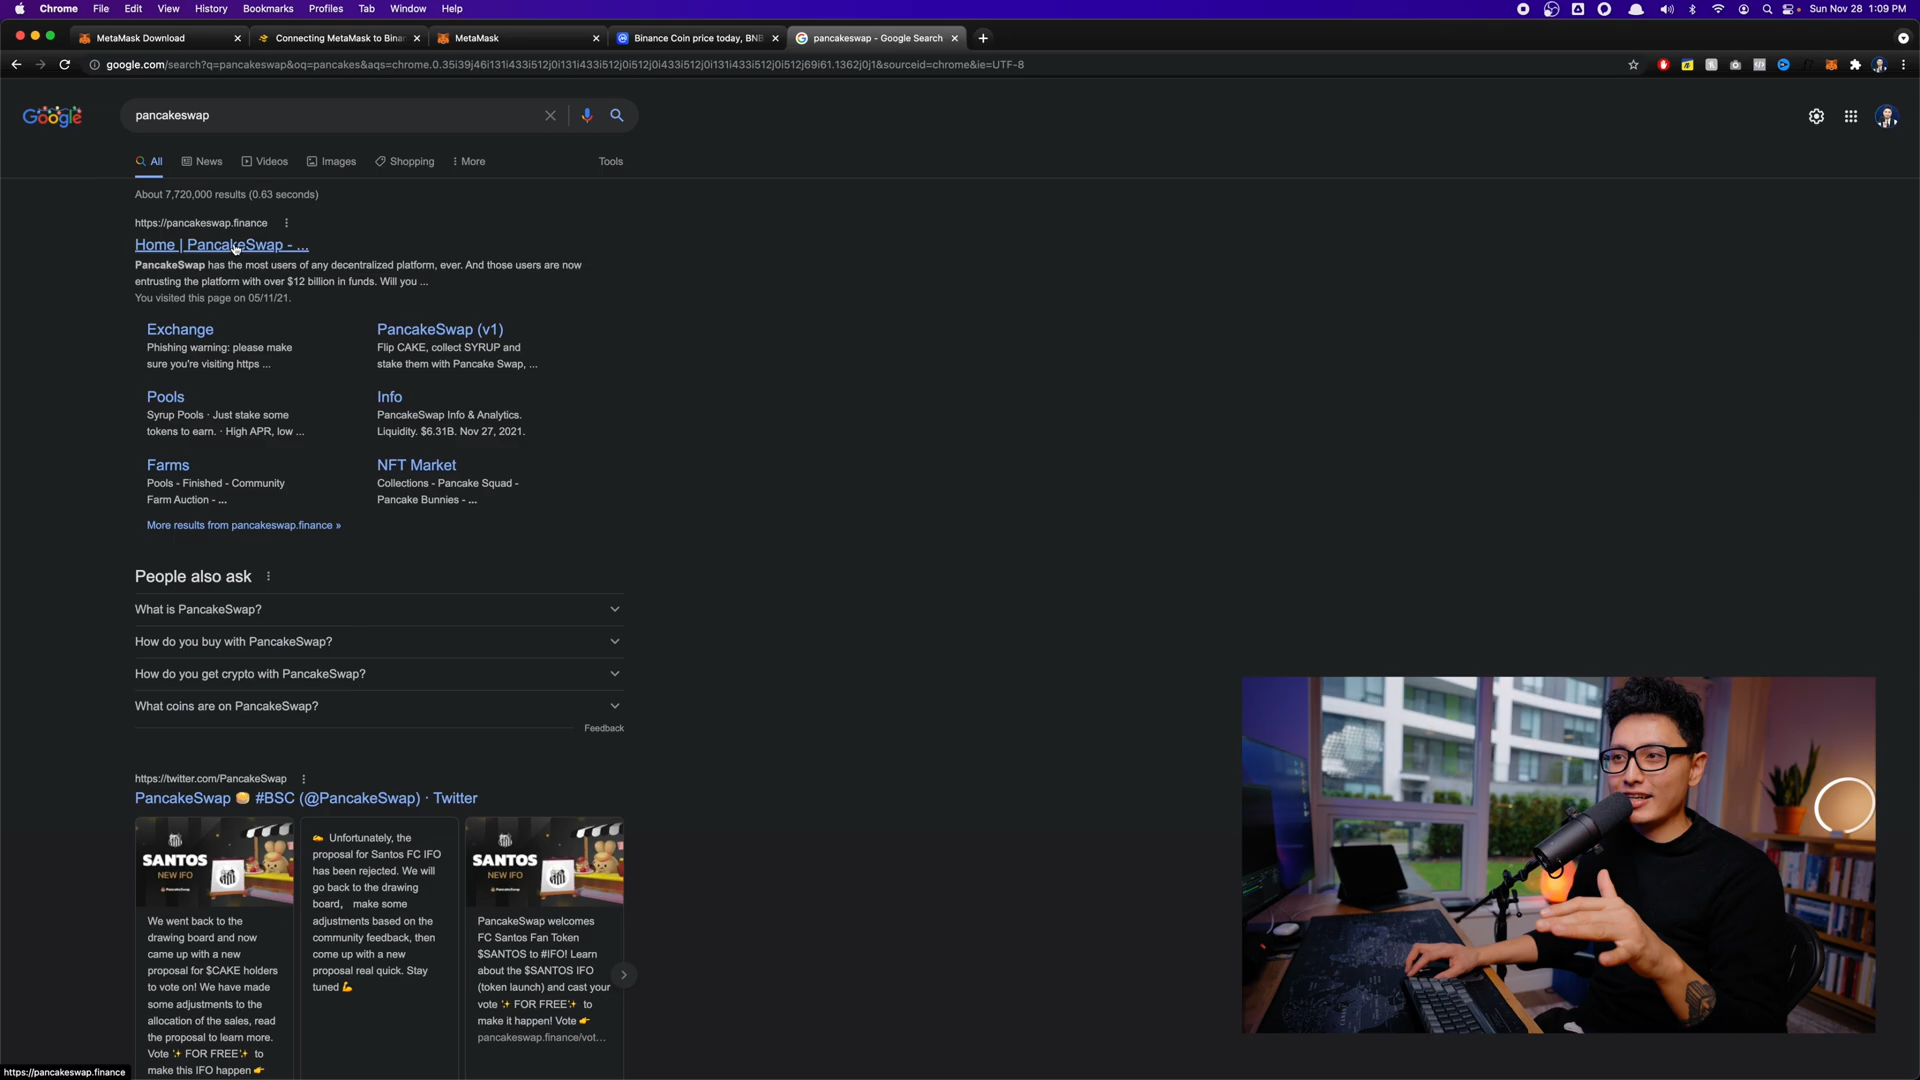 Chrome File Edit View History Bookmarks Profiles Tab Window Help Sun Nov 28 1:09 PM
MetaMask Download Connecting MetaMask to Binan MetaMask Binance Coin price today, BNB pancakeswap - Google Search
google.com/search?q=pancakeswap&oq=pancakes&aqs=chrome.0.35i39j46i131i433i512j0i131i433i512j0i512j0i433i512j0i131i433i512j0i512j69i61.1362j0j1&sourceid=chrome&ie=UTF-8
Google pancakeswap
All News Videos Images Shopping More Tools
About 7,720,000 results (0.63 seconds)
https://pancakeswap.finance
Home | PancakeSwap - ...
PancakeSwap has the most users of any decentralized platform, ever. And those users are now
entrusting the platform with over $12 billion in funds. Will you ...
You visited this page on 05/11/21.
Exchange
Phishing warning: please make
sure you're visiting https ...
PancakeSwap (v1)
Flip CAKE, collect SYRUP and
stake them with Pancake Swap, ...
Pools
Syrup Pools · Just stake some
tokens to earn. · High APR, low ...
Info
PancakeSwap Info & Analytics.
Liquidity. $6.31B. Nov 27, 2021.
Farms
Pools - Finished - Community
Farm Auction - ...
NFT Market
Collections - Pancake Squad -
Pancake Bunnies - ...
More results from pancakeswap.finance »
People also ask
What is PancakeSwap?
How do you buy with PancakeSwap?
How do you get crypto with PancakeSwap?
What coins are on PancakeSwap?
Feedback
https://twitter.com/PancakeSwap
PancakeSwap 🥞 #BSC (@PancakeSwap) · Twitter
SANTOS
NEW IFO
PancakeSwap
We went back to the
drawing board and now
came up with a new
proposal for $CAKE holders
to vote on! We have made
some adjustments to the
allocation of the sales, read
the proposal to learn more.
Vote ✨ FOR FREE✨ to
make this IFO happen 👉
Unfortunately, the
proposal for Santos FC IFO
has been rejected. We will
go back to the drawing
board, make some
adjustments based on the
community feedback, then
come up with a new
proposal real quick. Stay
tuned 💪
SANTOS
NEW IFO
PancakeSwap
PancakeSwap welcomes
FC Santos Fan Token
$SANTOS to #IFO! Learn
about the $SANTOS IFO
(token launch) and cast your
vote ✨ FOR FREE✨ to
make it happen! Vote 👉
pancakeswap.finance/vot...
https://pancakeswap.finance